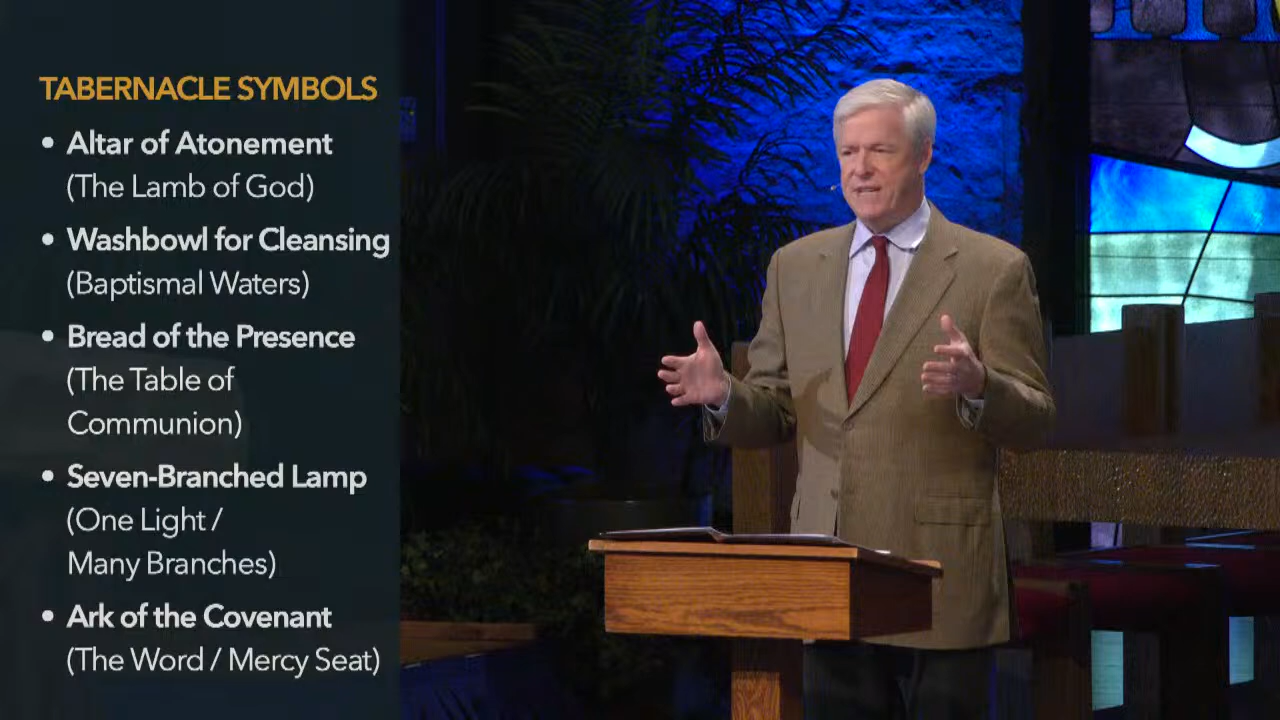 TABERNACLE SYMBOLS
• Altar of Atonement
(The Lamb of God)
• Washbowl for Cleansing
(Baptismal Waters)
• Bread of the Presence
(The Table of
Communion)
• Seven-Branched Lamp
(One Light /
Many Branches)
• Ark of the Covenant
(The Word / Mercy Seat)